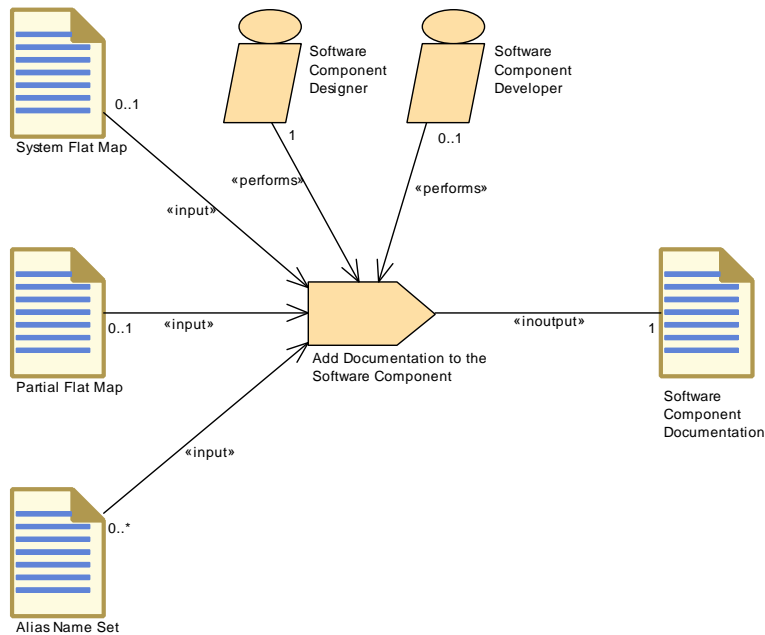 Software
Component
Designer
Software
Component
Developer
0..1
System Flat Map
1
0..1
«performs»
«performs»
«input»
0..1
«input»
Partial Flat Map
«inoutput»
1
Add Documentation to the
Software Component
Software
Component
Documentation
«input»
0..*
Alias Name Set